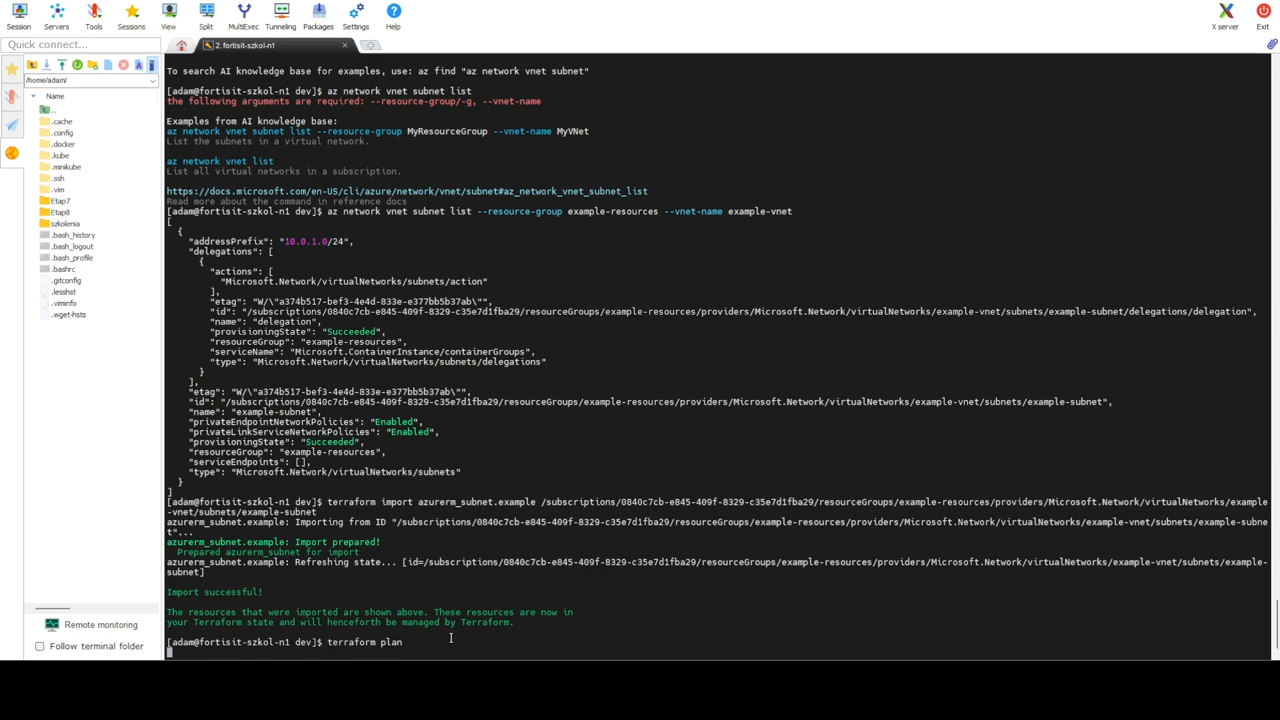 Session
Servers
Tools
Sessions
View
Split
MultiExec
Tunneling
Packages
Settings
Help
X server
Exit
Quick connect...
2. fortisit-szkol-n1
/home/adam/
Name
..
.cache
.config
.docker
.kube
.minikube
.ssh
.vim
Etap7
Etap8
szkolenia
.bash_history
.bash_logout
.bash_profile
.bashrc
.gitconfig
.lesshst
.viminfo
.wget-hsts
Remote monitoring
Follow terminal folder
To search AI knowledge base for examples, use: az find "az network vnet subnet"
[adam@fortisit-szkol-n1 dev]$ az network vnet subnet list
the following arguments are required: --resource-group/-g, --vnet-name
Examples from AI knowledge base:
az network vnet subnet list --resource-group MyResourceGroup --vnet-name MyVNet
List the subnets in a virtual network.
az network vnet list
List all virtual networks in a subscription.
https://docs.microsoft.com/en-US/cli/azure/network/vnet/subnet#az_network_vnet_subnet_list
Read more about the command in reference docs
[adam@fortisit-szkol-n1 dev]$ az network vnet subnet list --resource-group example-resources --vnet-name example-vnet
[
{
"addressPrefix": "10.0.1.0/24",
"delegations": [
{
"actions": [
"Microsoft.Network/virtualNetworks/subnets/action"
],
"etag": "W/\"a374b517-bef3-4e4d-833e-e377bb5b37ab\"",
"id": "/subscriptions/0840c7cb-e845-409f-8329-c35e7d1fba29/resourceGroups/example-resources/providers/Microsoft.Network/virtualNetworks/example-vnet/subnets/example-subnet/delegations/delegation",
"name": "delegation",
"provisioningState": "Succeeded",
"resourceGroup": "example-resources",
"serviceName": "Microsoft.ContainerInstance/containerGroups",
"type": "Microsoft.Network/virtualNetworks/subnets/delegations"
}
],
"etag": "W/\"a374b517-bef3-4e4d-833e-e377bb5b37ab\"",
"id": "/subscriptions/0840c7cb-e845-409f-8329-c35e7d1fba29/resourceGroups/example-resources/providers/Microsoft.Network/virtualNetworks/example-vnet/subnets/example-subnet",
"name": "example-subnet",
"privateEndpointNetworkPolicies": "Enabled",
"privateLinkServiceNetworkPolicies": "Enabled",
"provisioningState": "Succeeded",
"resourceGroup": "example-resources",
"serviceEndpoints": [],
"type": "Microsoft.Network/virtualNetworks/subnets"
}
]
[adam@fortisit-szkol-n1 dev]$ terraform import azurerm_subnet.example /subscriptions/0840c7cb-e845-409f-8329-c35e7d1fba29/resourceGroups/example-resources/providers/Microsoft.Network/virtualNetworks/example
-vnet/subnets/example-subnet
azurerm_subnet.example: Importing from ID "/subscriptions/0840c7cb-e845-409f-8329-c35e7d1fba29/resourceGroups/example-resources/providers/Microsoft.Network/virtualNetworks/example-vnet/subnets/example-subne
t"...
azurerm_subnet.example: Import prepared!
Prepared azurerm_subnet for import
azurerm_subnet.example: Refreshing state... [id=/subscriptions/0840c7cb-e845-409f-8329-c35e7d1fba29/resourceGroups/example-resources/providers/Microsoft.Network/virtualNetworks/example-vnet/subnets/example-
subnet]
Import successful!
The resources that were imported are shown above. These resources are now in
your Terraform state and will henceforth be managed by Terraform.
[adam@fortisit-szkol-n1 dev]$ terraform plan